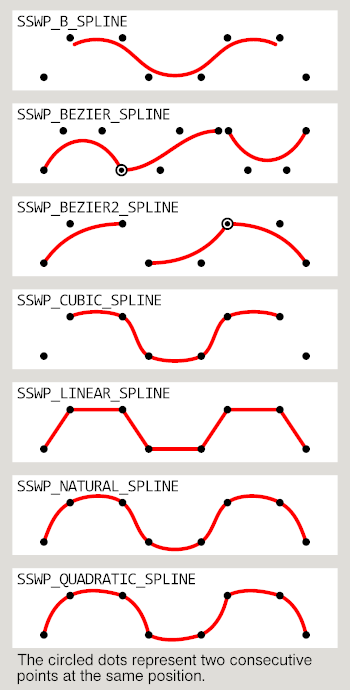 SSWP_B_SPLINE
SSWP_BEZIER_SPLINE
SSWP_BEZIER2_SPLINE
SSWP_CUBIC_SPLINE
SSWP_LINEAR_SPLINE
SSWP_NATURAL_SPLINE
SSWP_QUADRATIC_SPLINE
The circled dots represent two consecutive
points at the same position.